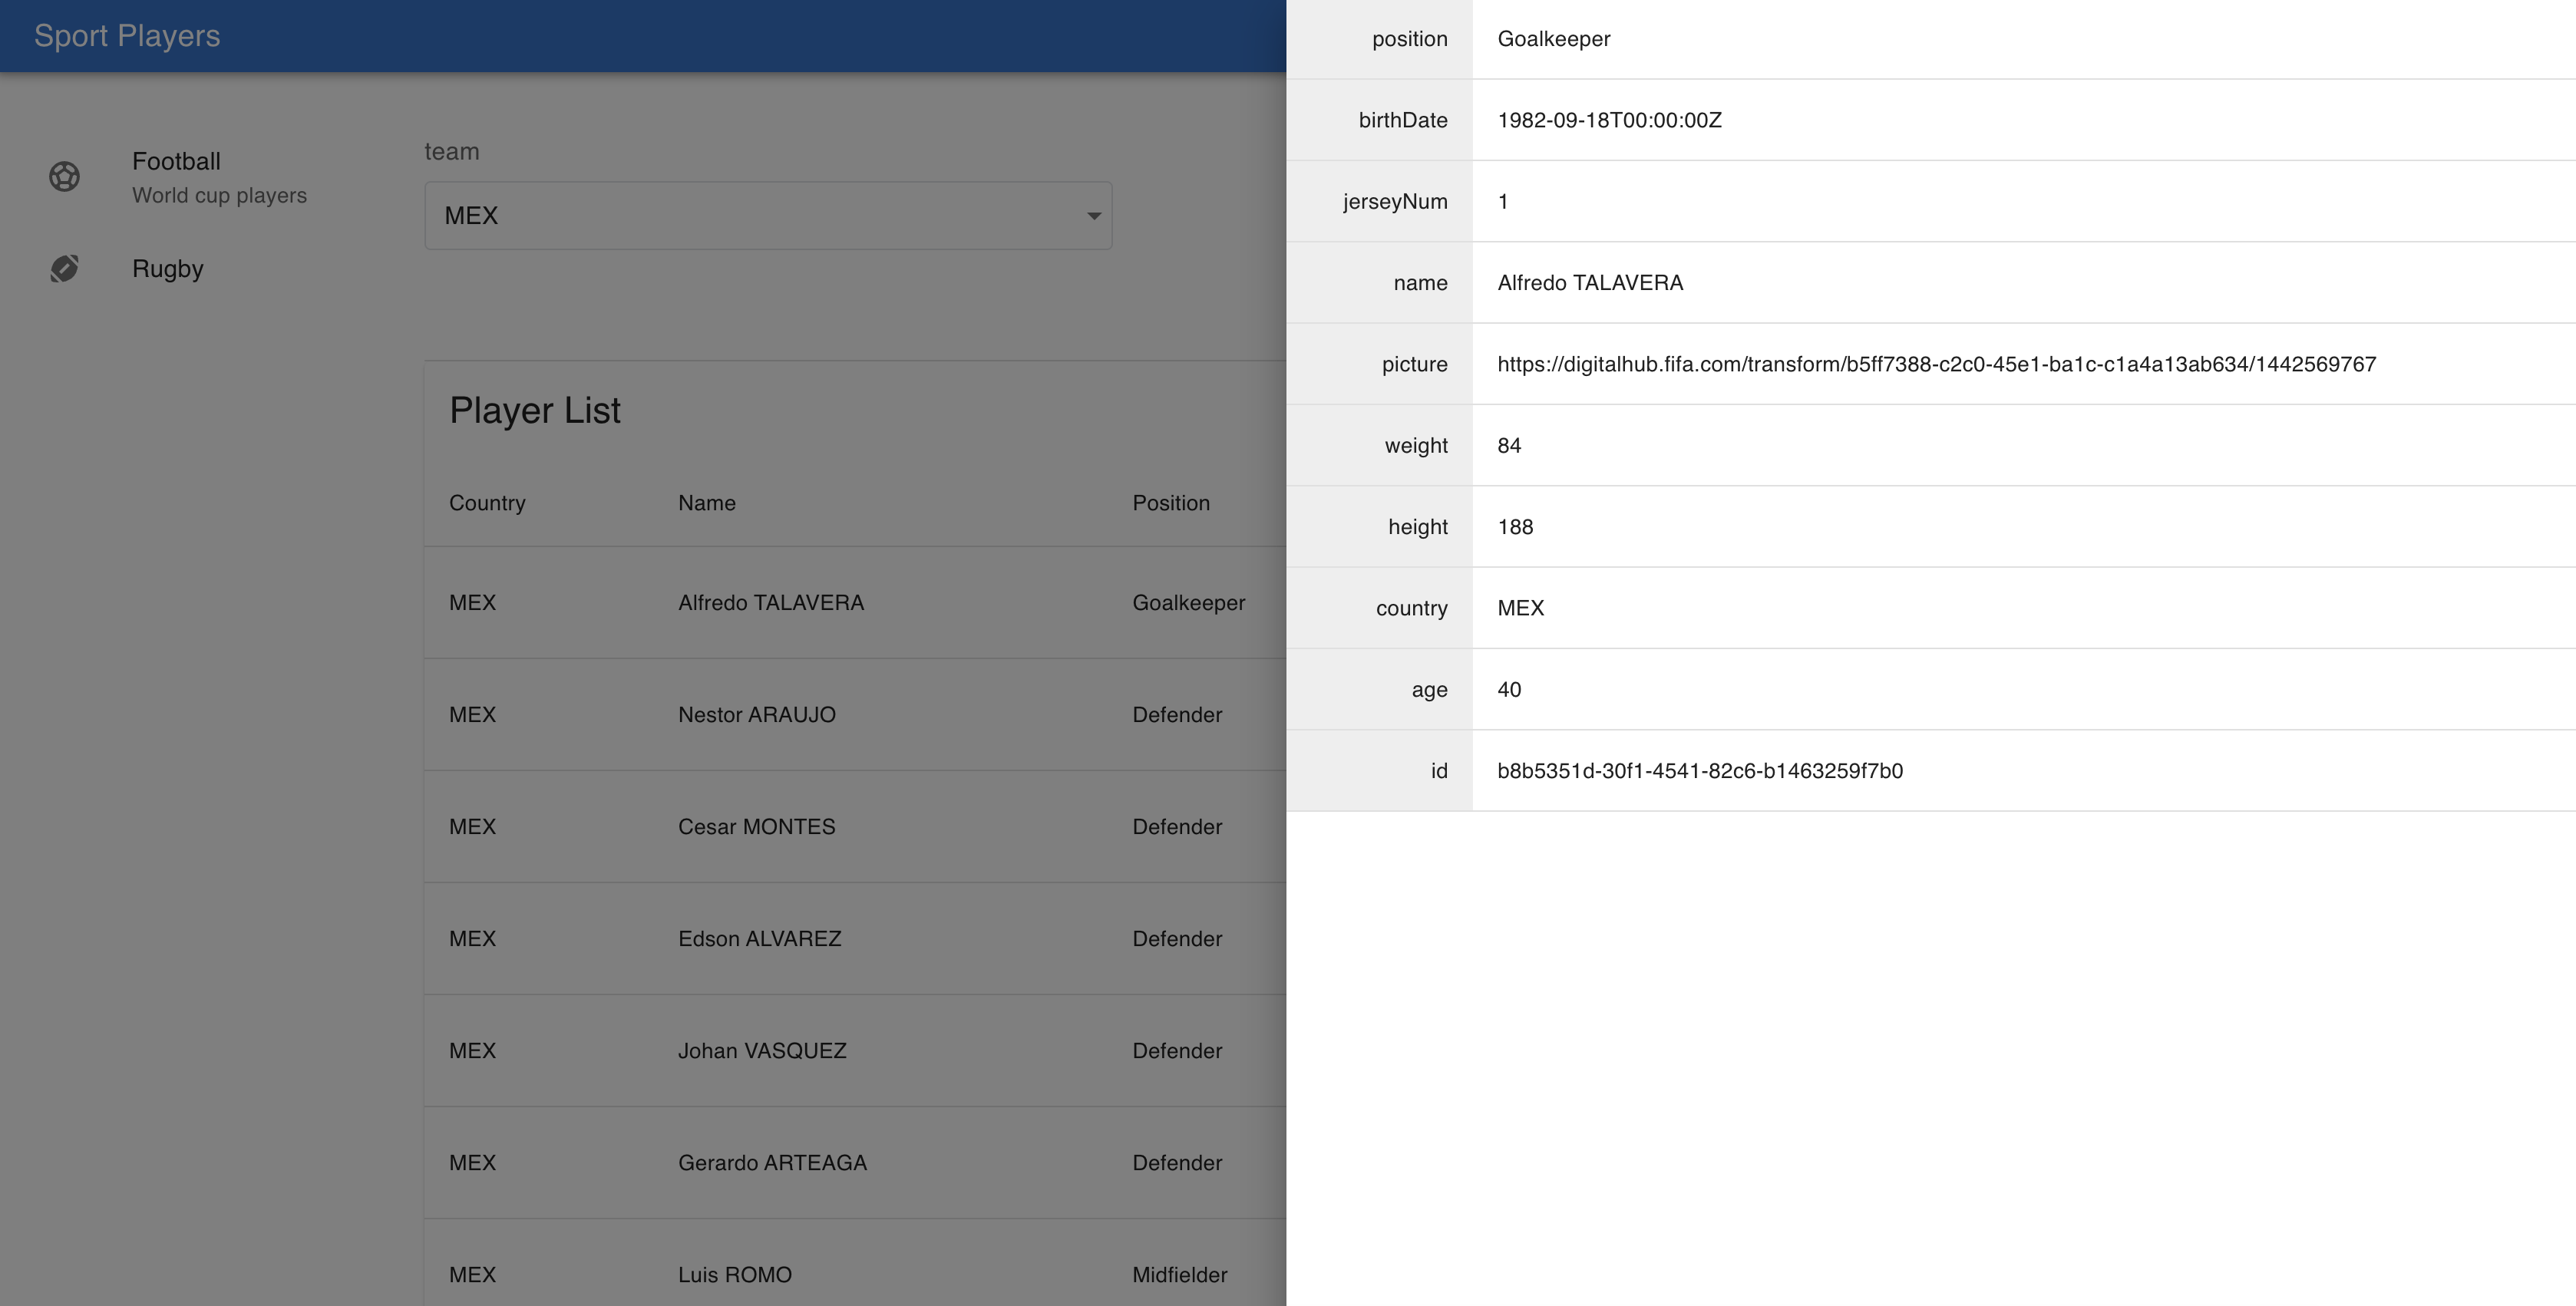 Sport Players
Football
World cup players
Rugby
team
MEX
Player List
Country Name Position
MEX Alfredo TALAVERA Goalkeeper
MEX Nestor ARAUJO Defender
MEX Cesar MONTES Defender
MEX Edson ALVAREZ Defender
MEX Johan VASQUEZ Defender
MEX Gerardo ARTEAGA Defender
MEX Luis ROMO Midfielder
position Goalkeeper
birthDate 1982-09-18T00:00:00Z
jerseyNum 1
name Alfredo TALAVERA
picture https://digitalhub.fifa.com/transform/b5ff7388-c2c0-45e1-ba1c-c1a4a13ab634/1442569767
weight 84
height 188
country MEX
age 40
id b8b5351d-30f1-4541-82c6-b1463259f7b0